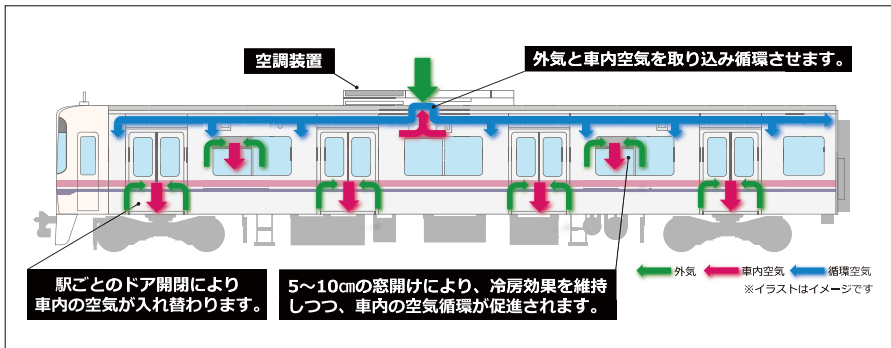 空調装置
外気と車内空気を取り込み循環させます。
駅ごとのドア開閉により
車内の空気が入れ替わります。
5～10㎝の窓開けにより、冷房効果を維持
しつつ、車内の空気循環が促進されます。
外気 車内空気 循環空気
※イラストはイメージです